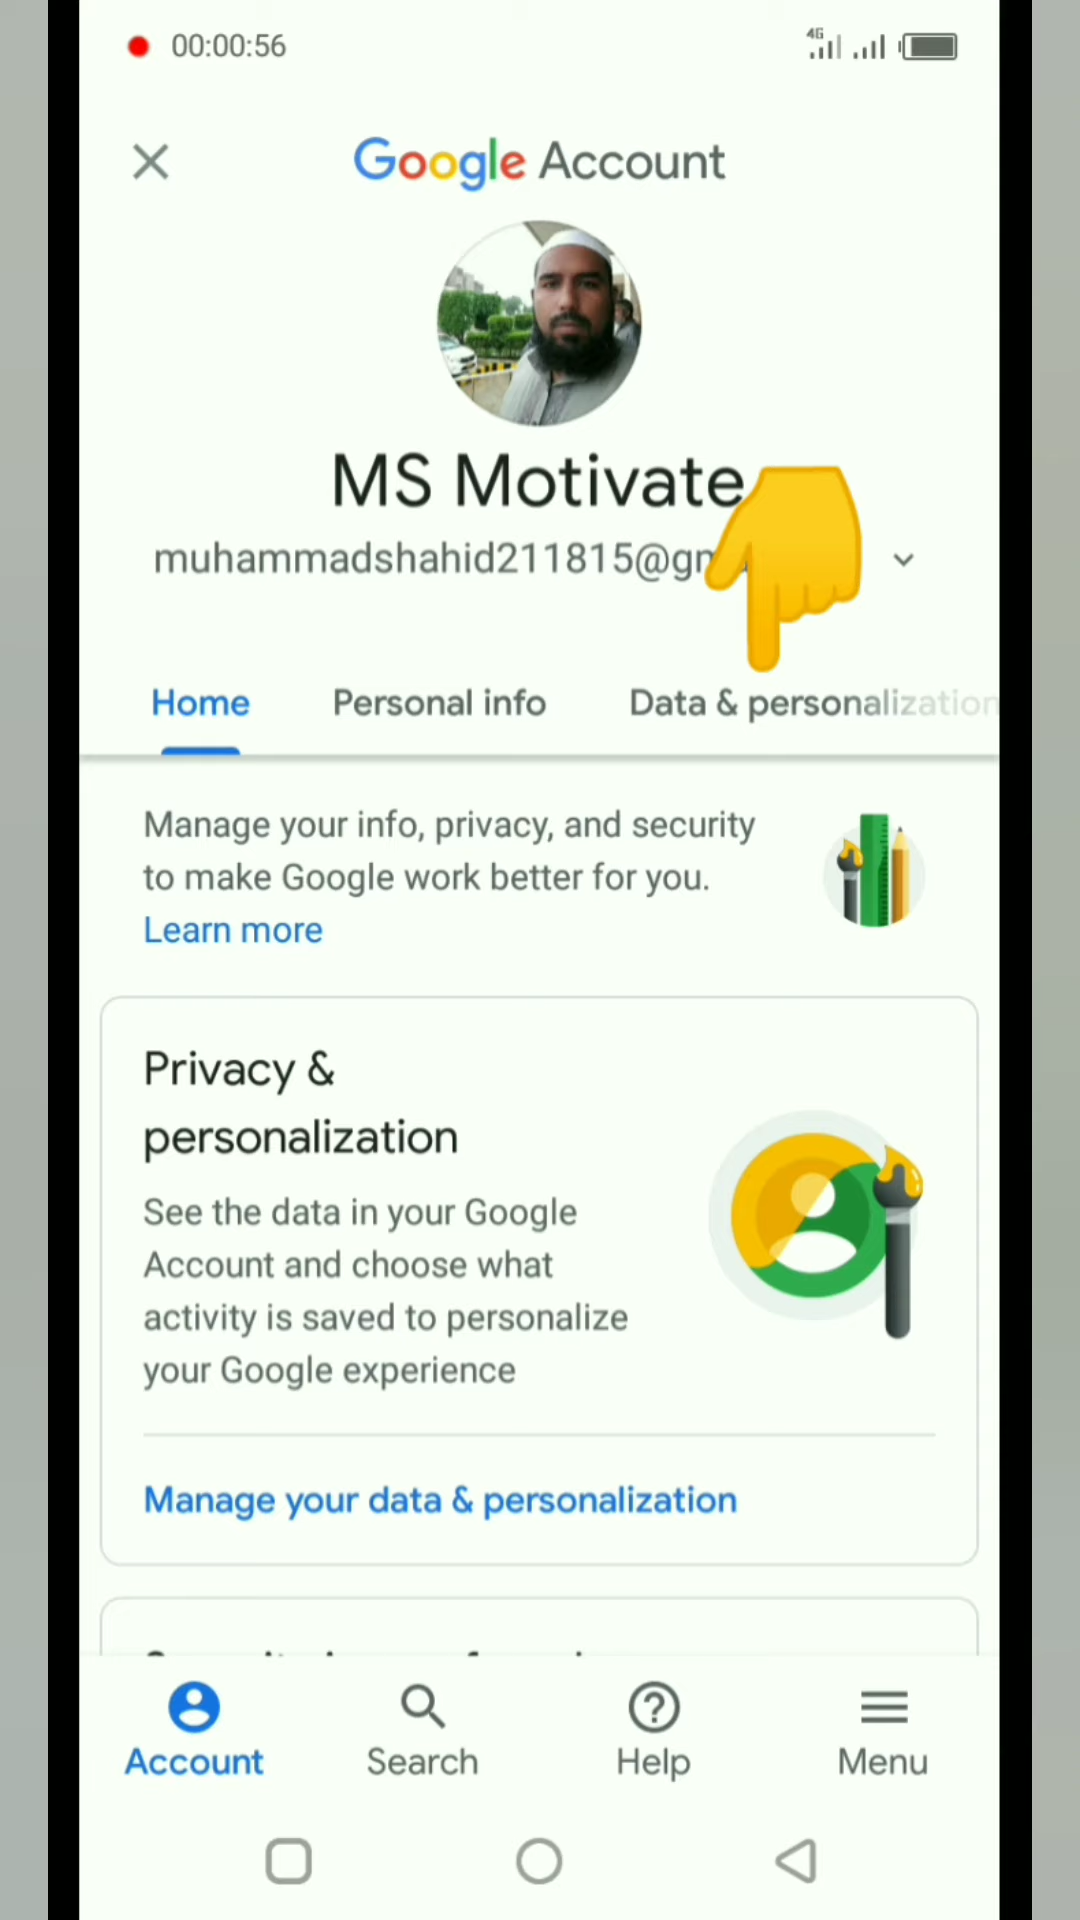 00:00:56
4G
Google Account
MS Motivate
muhammadshahid211815@g
Home Personal info Data & personalization
Manage your info, privacy, and security
to make Google work better for you.
Learn more
Privacy &
personalization
See the data in your Google
Account and choose what
activity is saved to personalize
your Google experience
Manage your data & personalization
Account Search Help Menu